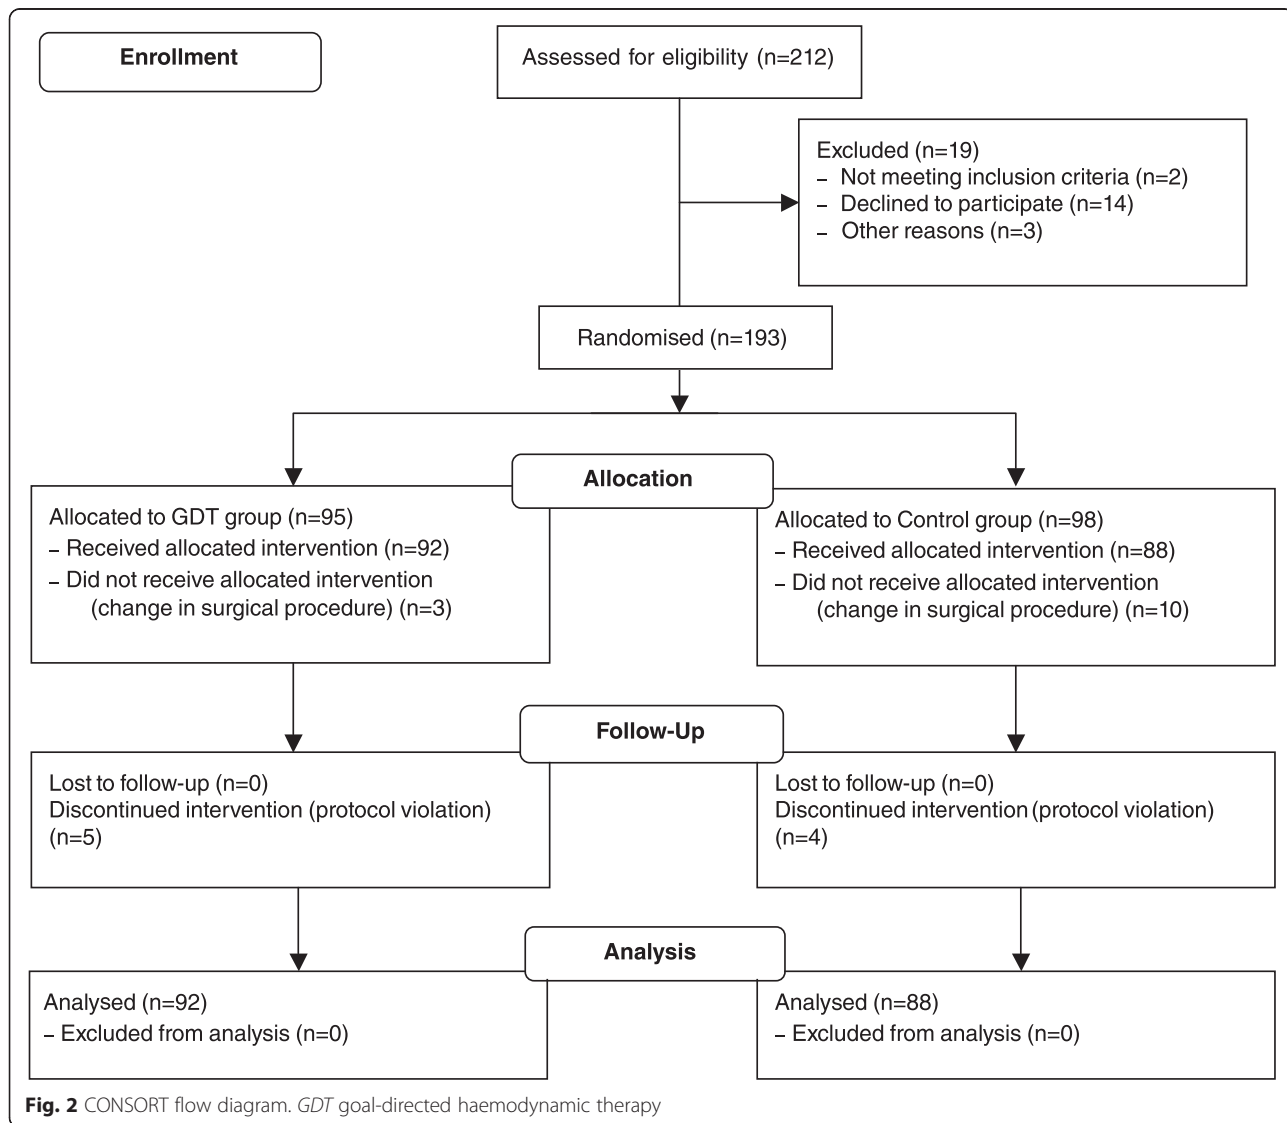 Enrollment
Assessed for eligibility (n=212)
Excluded (n=19)
– Not meeting inclusion criteria (n=2)
– Declined to participate (n=14)
– Other reasons (n=3)
Randomised (n=193)
Allocation
Allocated to GDT group (n=95)
– Received allocated intervention (n=92)
– Did not receive allocated intervention
(change in surgical procedure) (n=3)
Allocated to Control group (n=98)
– Received allocated intervention (n=88)
– Did not receive allocated intervention
(change in surgical procedure) (n=10)
Follow-Up
Lost to follow-up (n=0)
Discontinued intervention (protocol violation)
(n=5)
Lost to follow-up (n=0)
Discontinued intervention (protocol violation)
(n=4)
Analysis
Analysed (n=92)
– Excluded from analysis (n=0)
Analysed (n=88)
– Excluded from analysis (n=0)
Fig. 2 CONSORT flow diagram. GDT goal-directed haemodynamic therapy